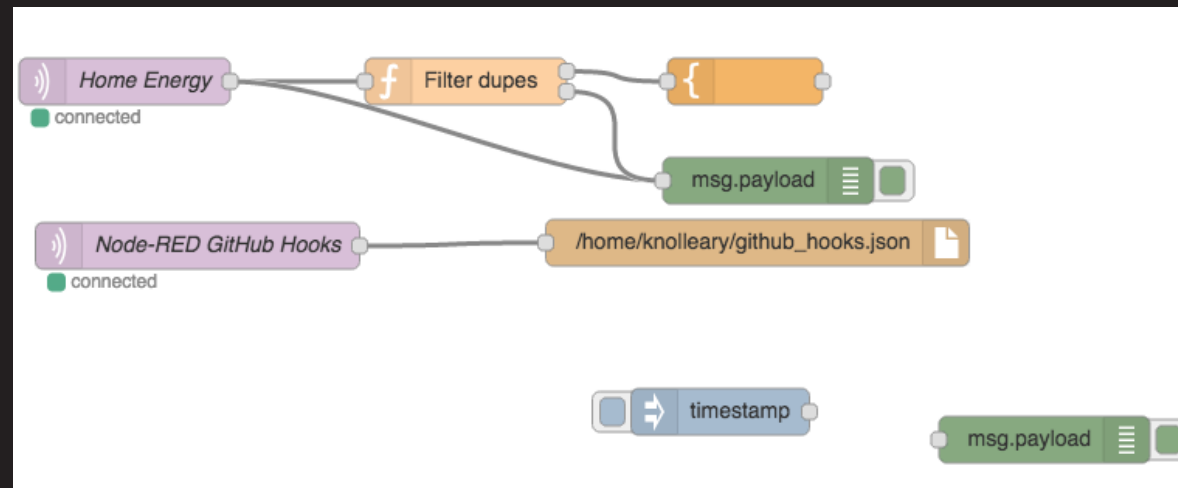 Home Energy
Filter dupes
{
connected
msg.payload
Node-RED GitHub Hooks
/home/knolleary/github_hooks.json
connected
timestamp
msg.payload